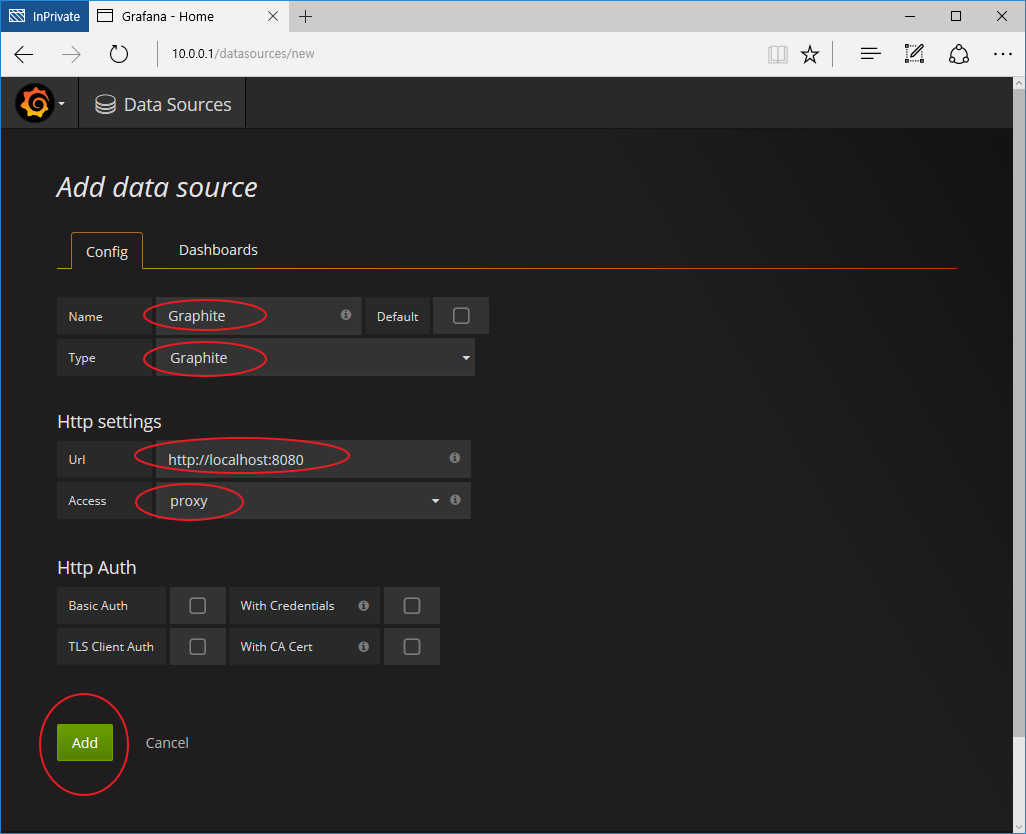 InPrivate Grafana - Home
10.0.0.1/datasources/new
Data Sources
Add data source
Config Dashboards
Name Graphite Default
Type Graphite
Http settings
Url http://localhost:8080
Access proxy
Http Auth
Basic Auth With Credentials
TLS Client Auth With CA Cert
Add Cancel